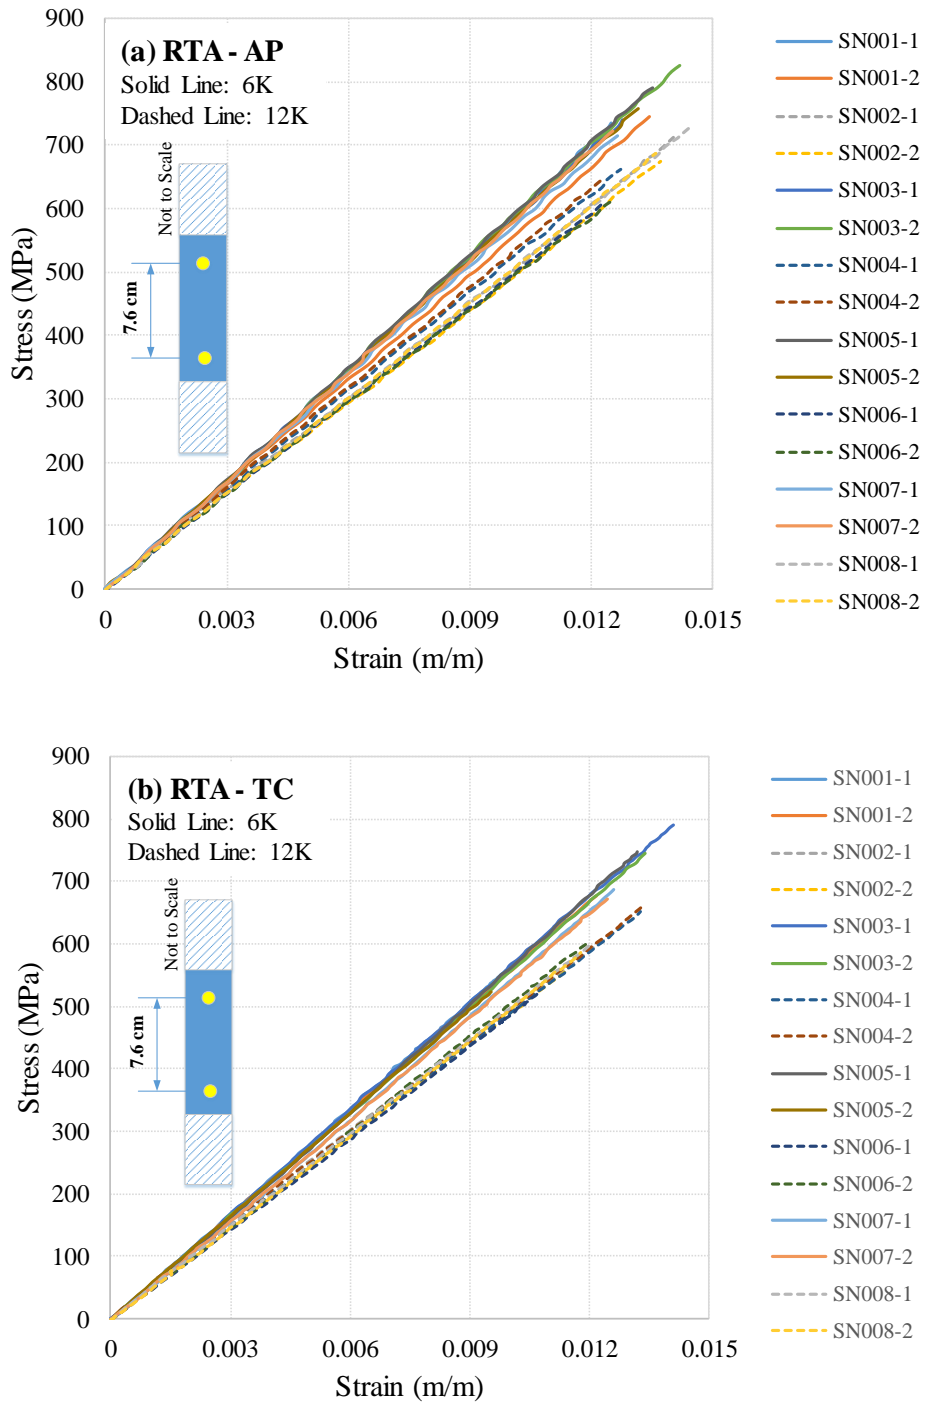 (a) RTA - AP
Solid Line: 6K
Dashed Line: 12K
Not to Scale
7.6 cm
Stress (MPa)
900
800
700
600
500
400
300
200
100
0
0 0.003 0.006 0.009 0.012 0.015
Strain (m/m)
SN001-1
SN001-2
SN002-1
SN002-2
SN003-1
SN003-2
SN004-1
SN004-2
SN005-1
SN005-2
SN006-1
SN006-2
SN007-1
SN007-2
SN008-1
SN008-2
(b) RTA - TC
Solid Line: 6K
Dashed Line: 12K
Not to Scale
7.6 cm
Stress (MPa)
900
800
700
600
500
400
300
200
100
0
0 0.003 0.006 0.009 0.012 0.015
Strain (m/m)
SN001-1
SN001-2
SN002-1
SN002-2
SN003-1
SN003-2
SN004-1
SN004-2
SN005-1
SN005-2
SN006-1
SN006-2
SN007-1
SN007-2
SN008-1
SN008-2